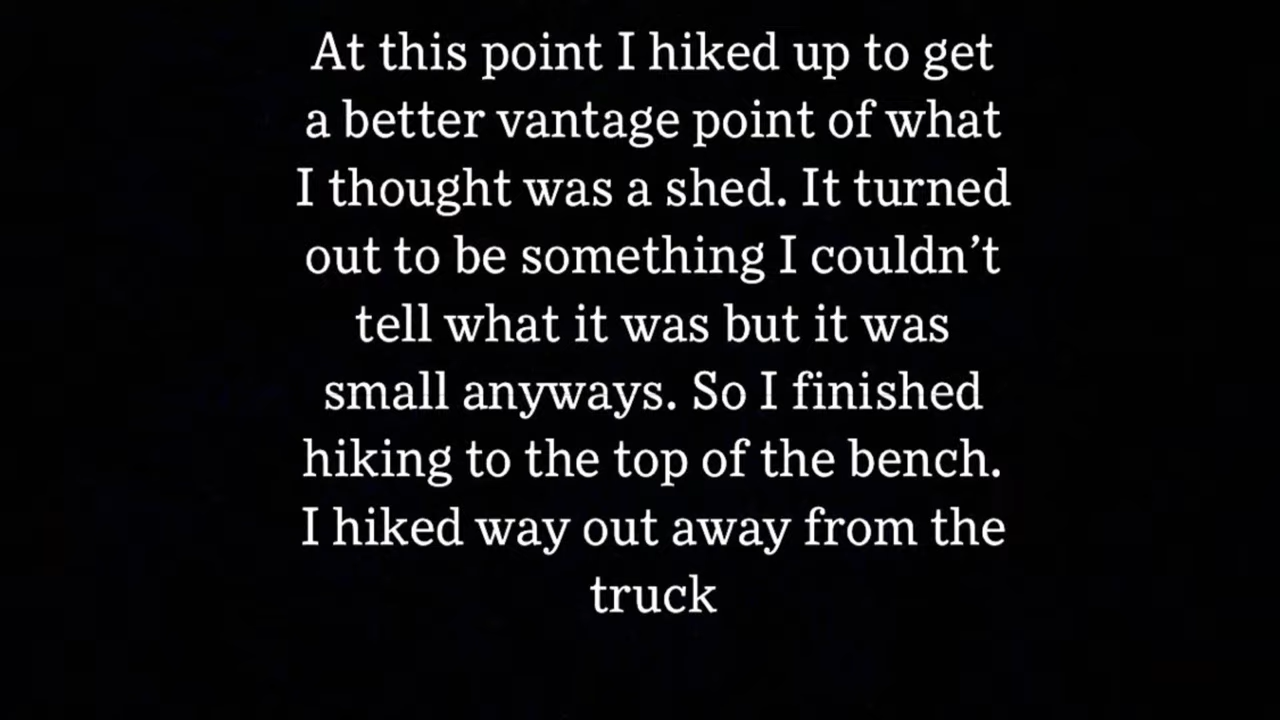 At this point I hiked up to get
a better vantage point of what
I thought was a shed. It turned
out to be something I couldn’t
tell what it was but it was
small anyways. So I finished
hiking to the top of the bench.
I hiked way out away from the
truck